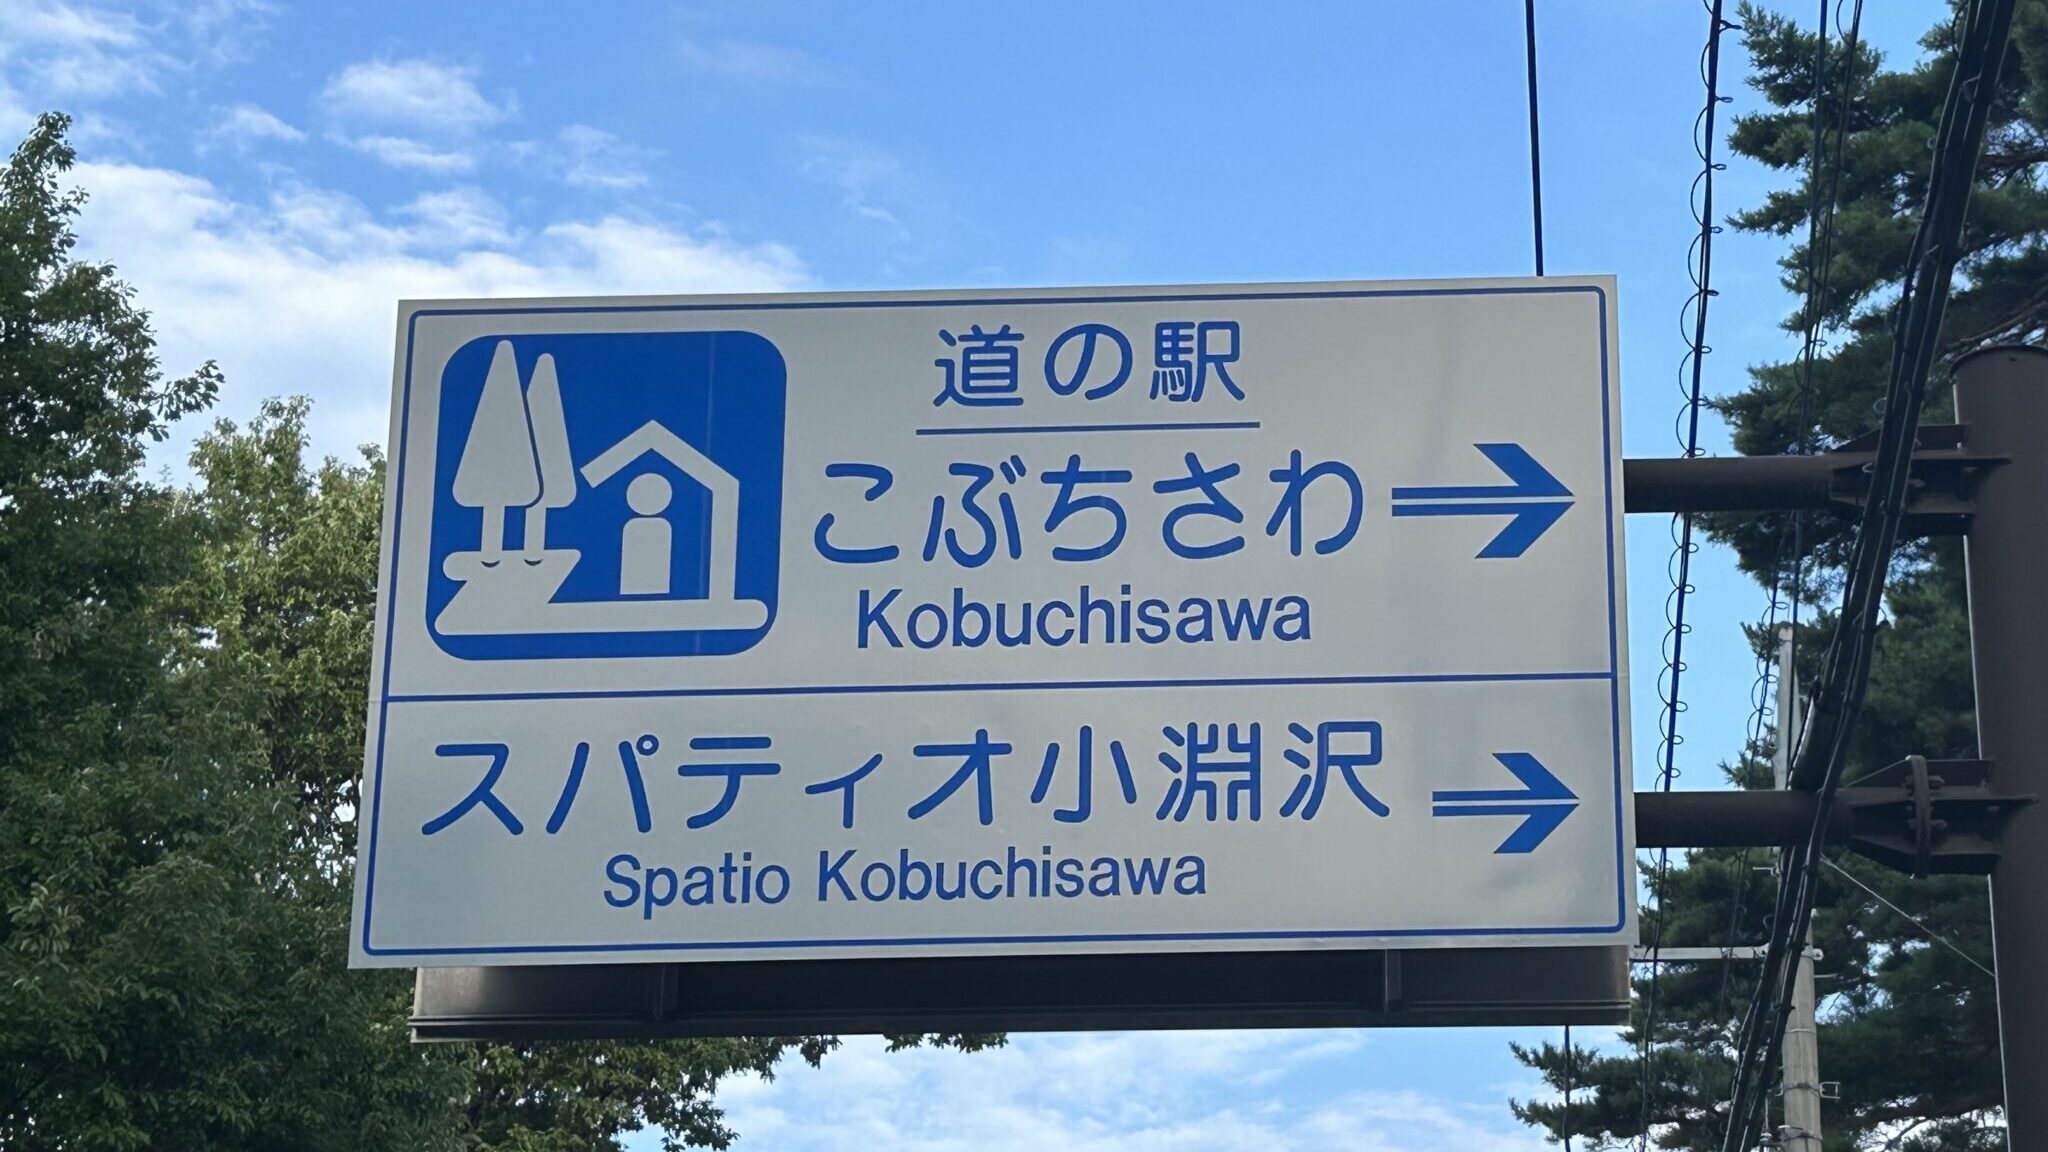 道の駅
こぶちさわ
Kobuchisawa
スパティオ小淵沢
Spatio Kobuchisawa